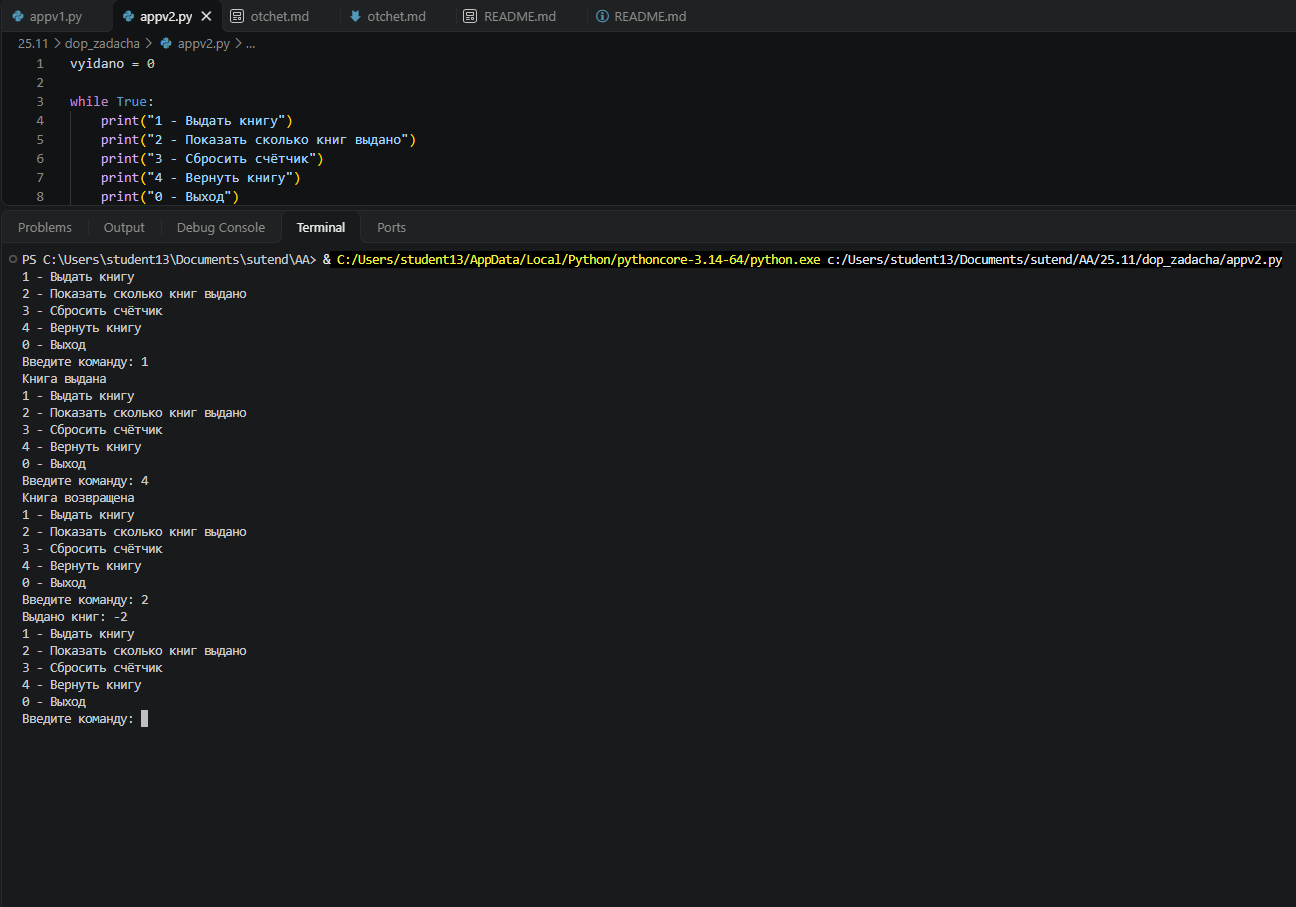 appv1.py appv2.py otchet.md otchet.md README.md README.md
25.11 > dop_zadacha > appv2.py > ...
1 vyidano = 0
2
3 while True:
4 print("1 - Выдать книгу")
5 print("2 - Показать сколько книг выдано")
6 print("3 - Сбросить счётчик")
7 print("4 - Вернуть книгу")
8 print("0 - Выход")
Problems Output Debug Console Terminal Ports
PS C:\Users\student13\Documents\sutend\AA> & C:/Users/student13/AppData/Local/Python/pythoncore-3.14-64/python.exe c:/Users/student13/Documents/sutend/AA/25.11/dop_zadacha/appv2.py
1 - Выдать книгу
2 - Показать сколько книг выдано
3 - Сбросить счётчик
4 - Вернуть книгу
0 - Выход
Введите команду: 1
Книга выдана
1 - Выдать книгу
2 - Показать сколько книг выдано
3 - Сбросить счётчик
4 - Вернуть книгу
0 - Выход
Введите команду: 4
Книга возвращена
1 - Выдать книгу
2 - Показать сколько книг выдано
3 - Сбросить счётчик
4 - Вернуть книгу
0 - Выход
Введите команду: 2
Выдано книг: -2
1 - Выдать книгу
2 - Показать сколько книг выдано
3 - Сбросить счётчик
4 - Вернуть книгу
0 - Выход
Введите команду: